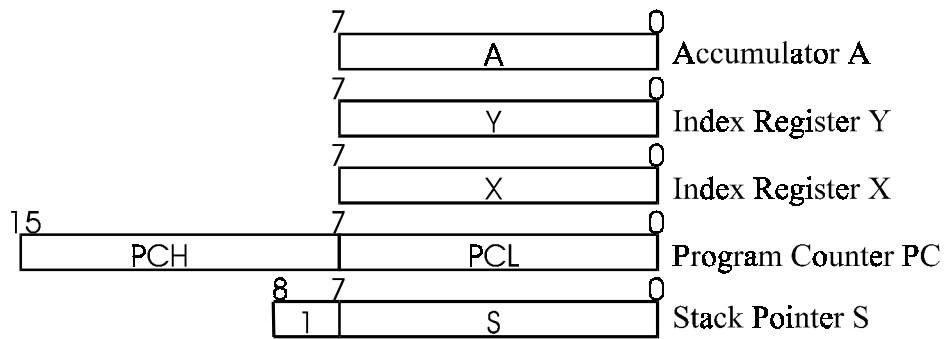 7 0
A Accumulator A
7 0
Y Index Register Y
7 0
X Index Register X
15 7 0
PCH PCL Program Counter PC
8 7 0
1 S Stack Pointer S